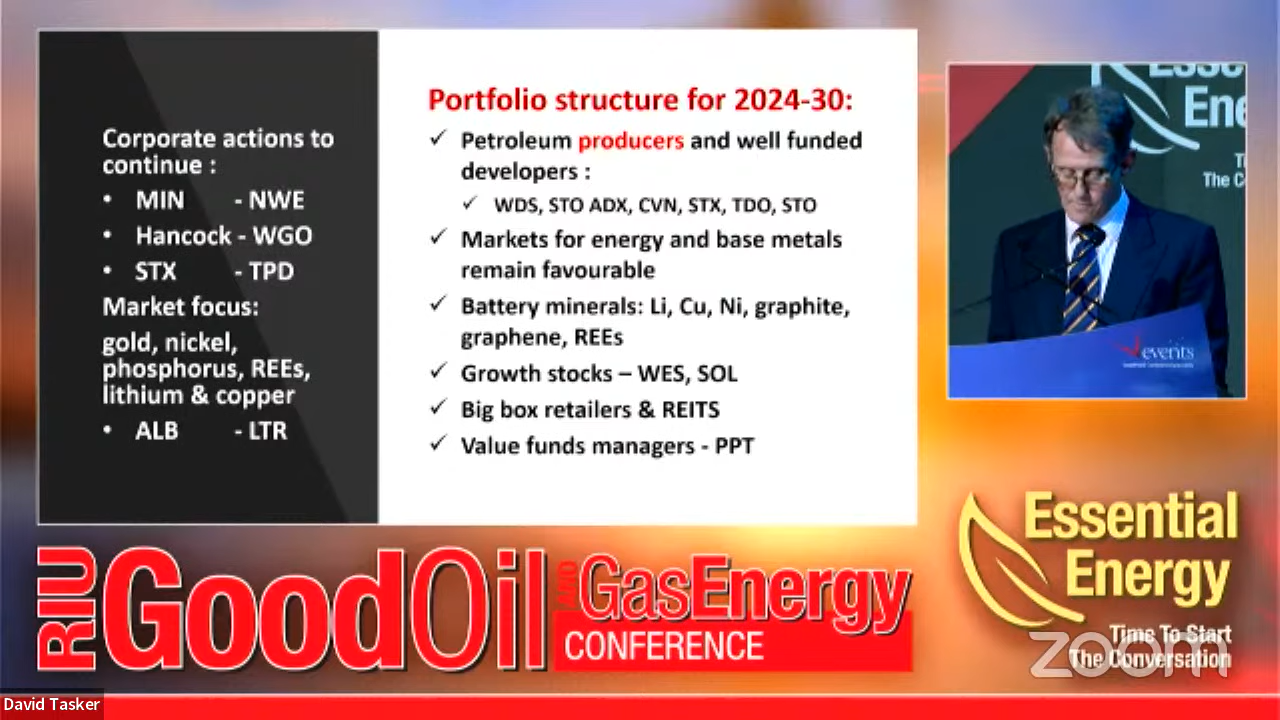 Corporate actions to
continue :
• MIN - NWE
• Hancock - WGO
• STX - TPD
Market focus:
gold, nickel,
phosphorus, REEs,
lithium & copper
• ALB - LTR
Portfolio structure for 2024-30:
✓ Petroleum producers and well funded
developers :
✓ WDS, STO ADX, CVN, STX, TDO, STO
✓ Markets for energy and base metals
remain favourable
✓ Battery minerals: Li, Cu, Ni, graphite,
graphene, REEs
✓ Growth stocks – WES, SOL
✓ Big box retailers & REITS
✓ Value funds managers - PPT
Ene
The C
events
RIU GoodOil AND GasEnergy
CONFERENCE
Essential
Energy
Time To Start
The Conversation
zoom
David Tasker